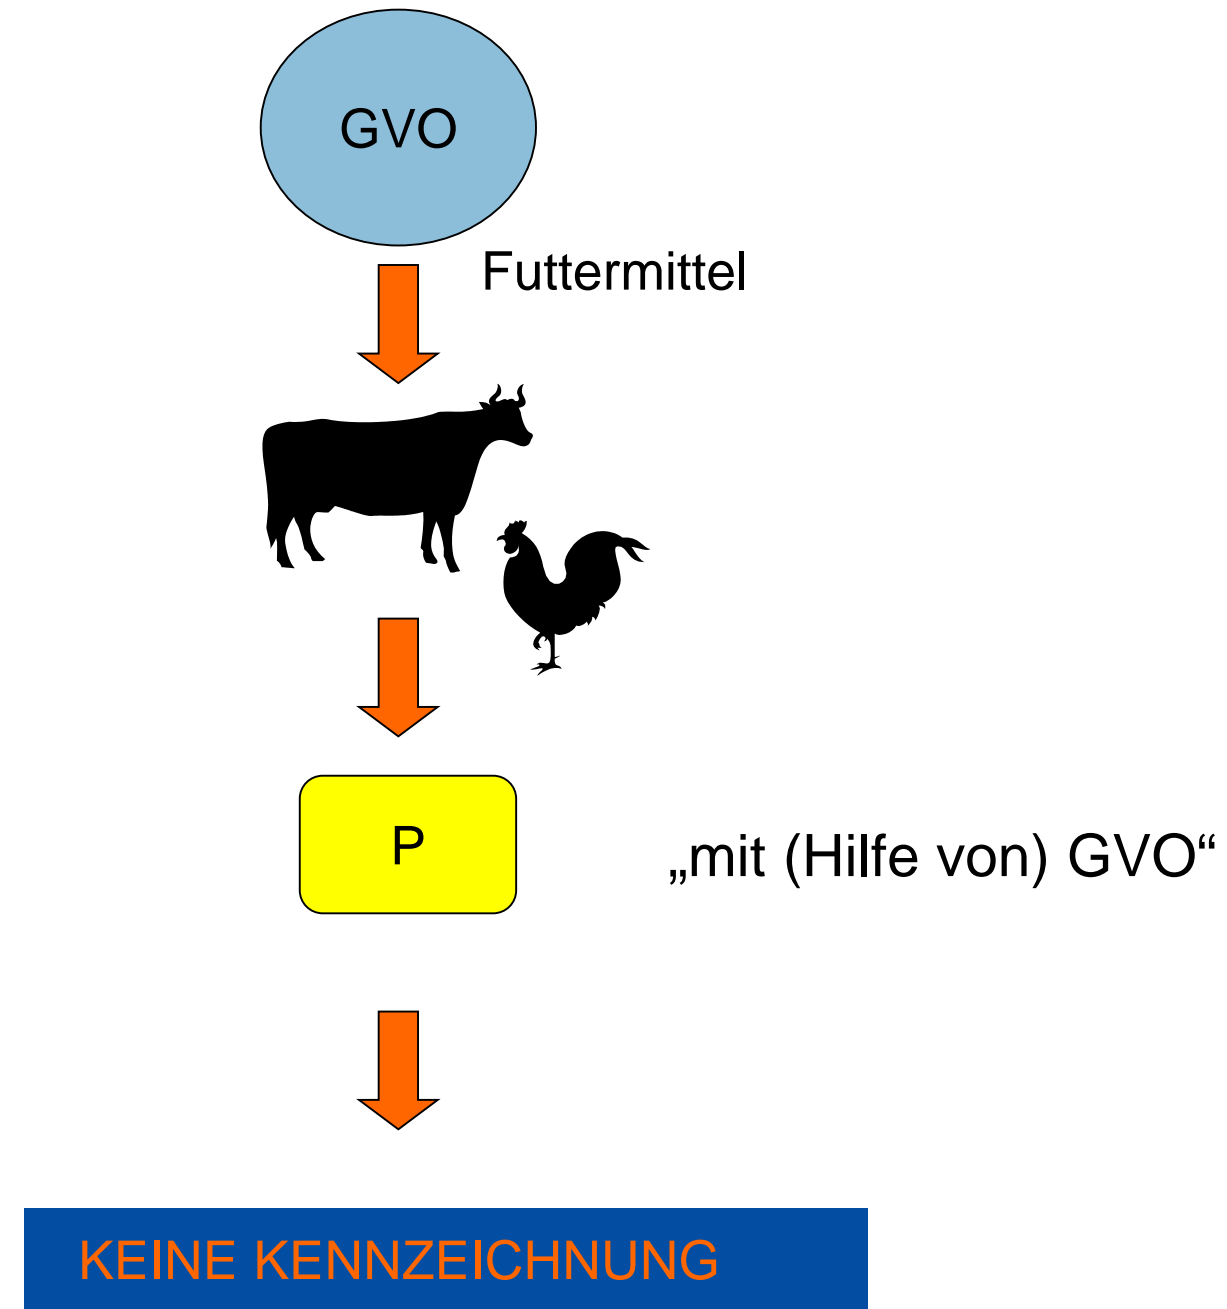 GVO
Futtermittel
P
„mit (Hilfe von) GVO“
KEINE KENNZEICHNUNG